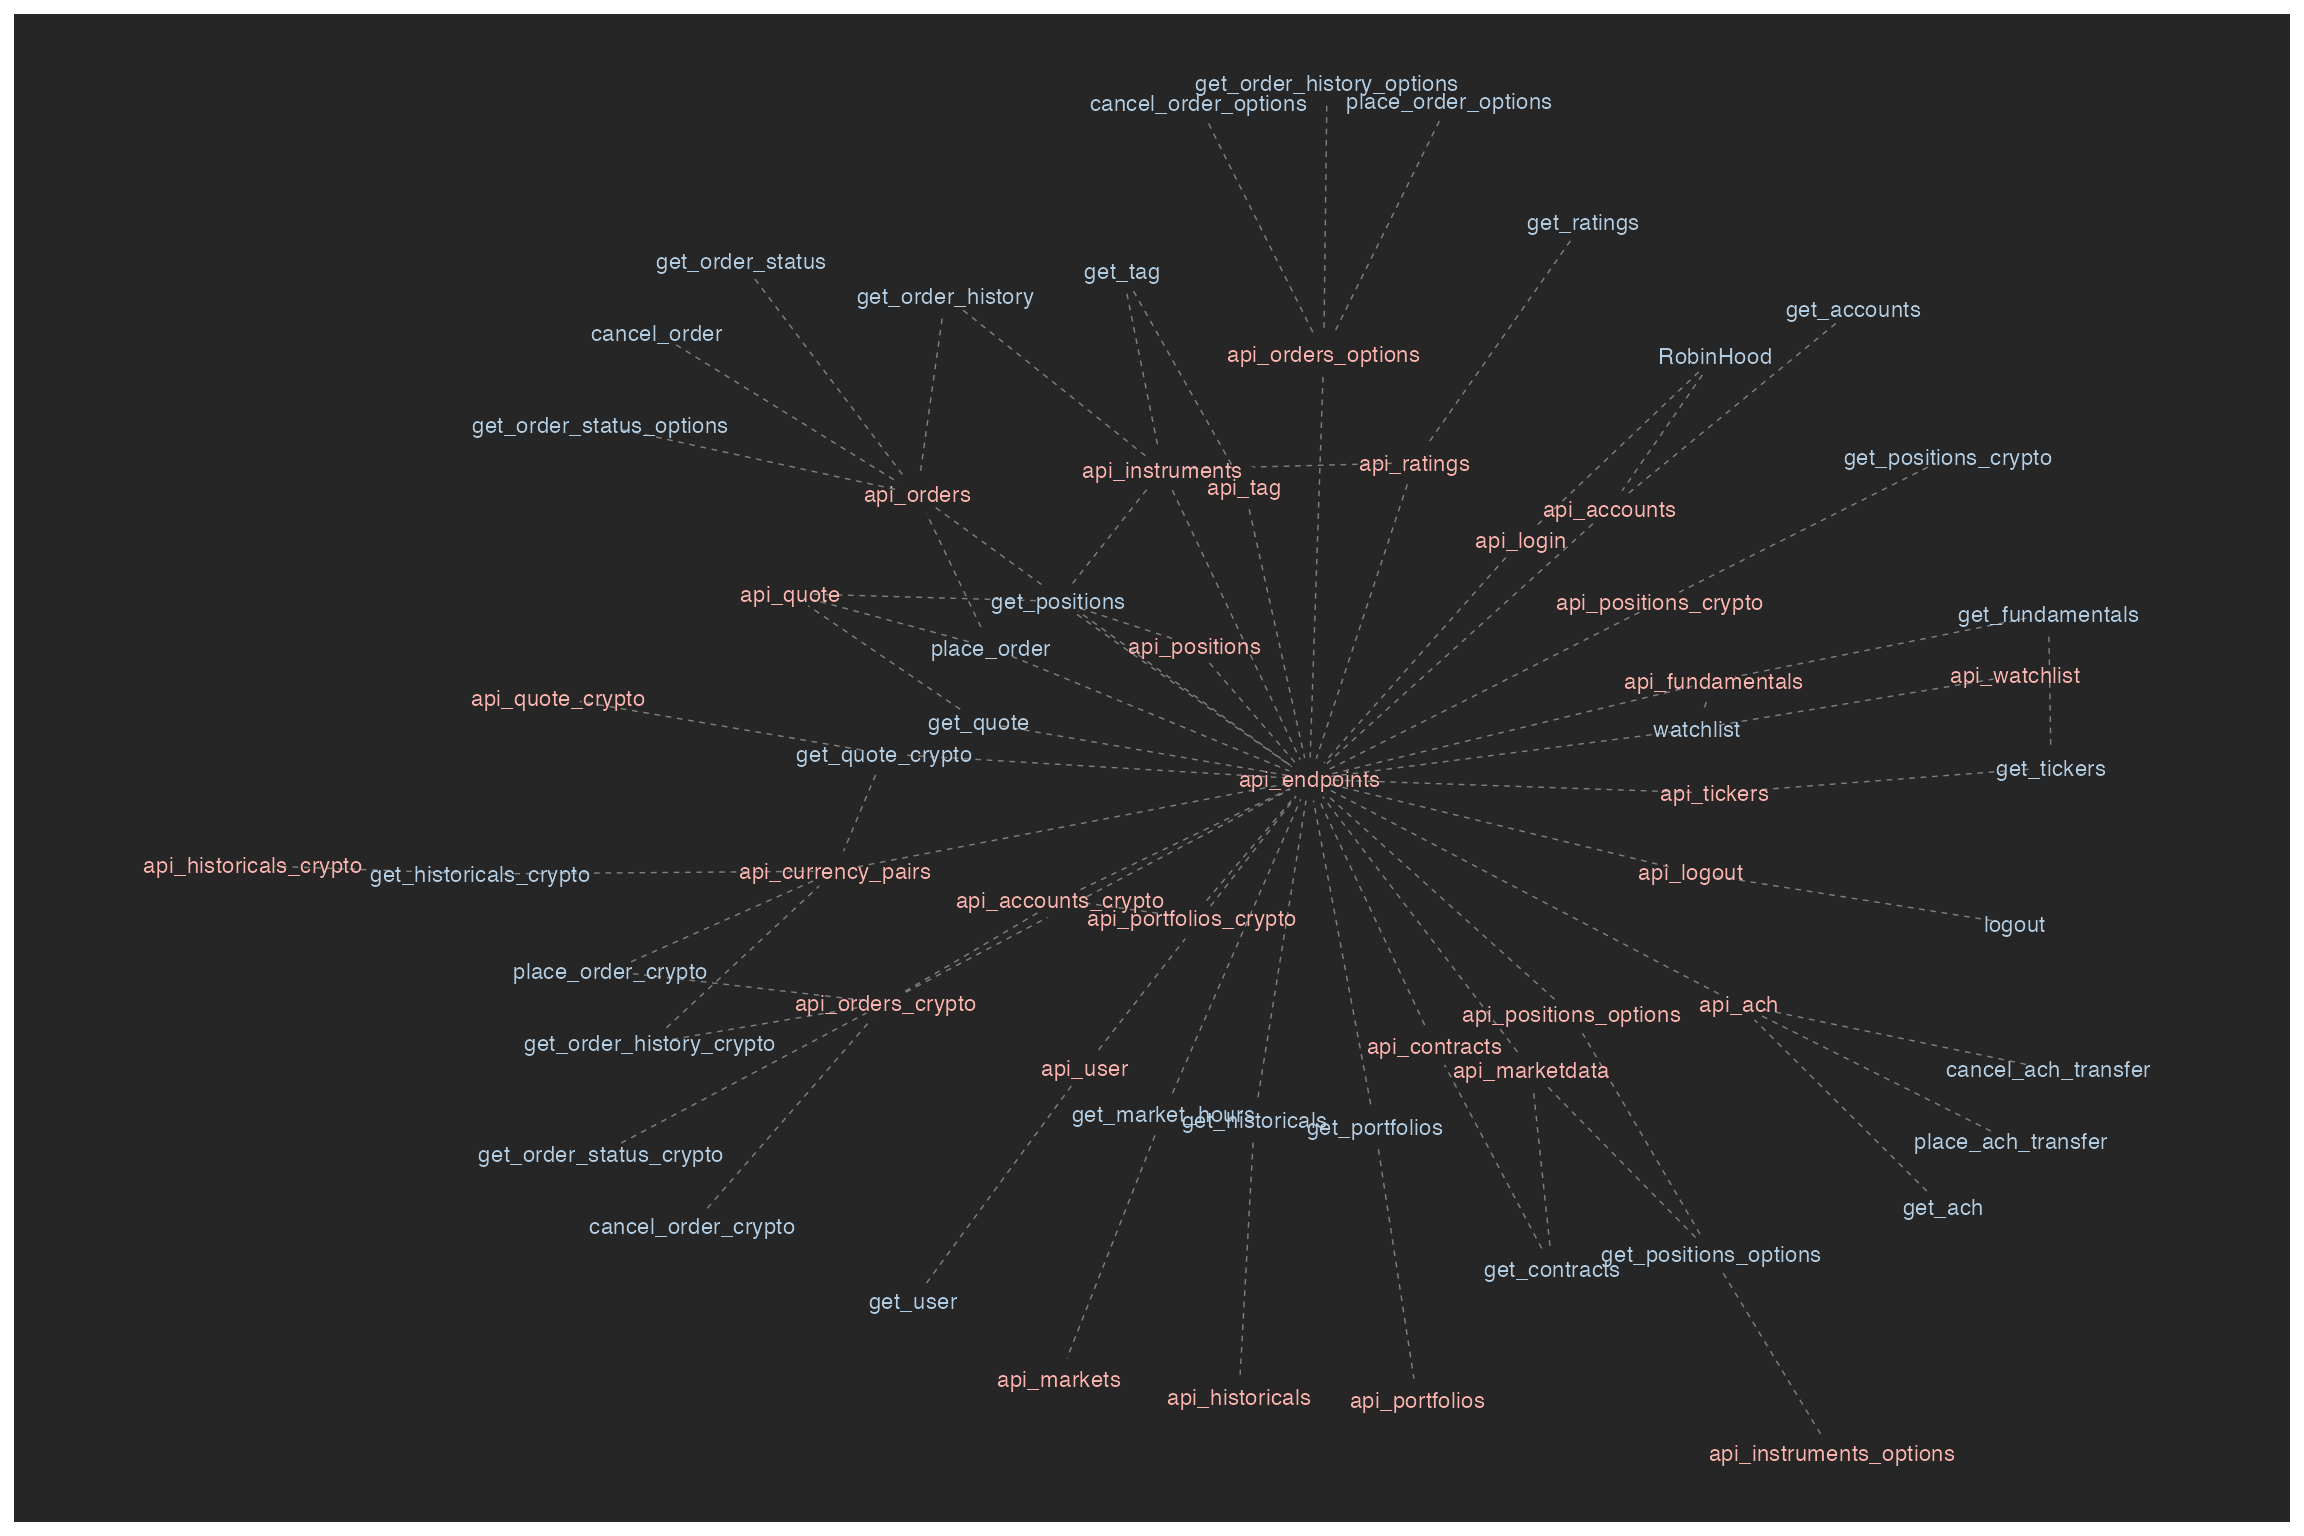 get_order_history_options
cancel_order_options
place_order_options
get_ratings
get_order_status
get_tag
get_order_history
get_accounts
cancel_order
api_orders_options
RobinHood
get_order_status_options
get_positions_crypto
api_instruments
api_ratings
api_orders
api_tag
api_accounts
api_login
api_quote
get_positions
api_positions_crypto
get_fundamentals
place_order
api_positions
api_fundamentals
api_watchlist
api_quote_crypto
get_quote
watchlist
get_quote_crypto
api_endpoints
get_tickers
api_tickers
api_historicals_crypto
get_historicals_crypto
api_currency_pairs
api_logout
api_accounts_crypto
api_portfolios_crypto
logout
place_order_crypto
api_orders_crypto
api_positions_options
api_ach
get_order_history_crypto
api_contracts
api_user
api_marketdata
cancel_ach_transfer
get_market_hours
get_historicals
get_portfolios
place_ach_transfer
get_order_status_crypto
get_ach
cancel_order_crypto
get_positions_options
get_contracts
get_user
api_markets
api_historicals
api_portfolios
api_instruments_options